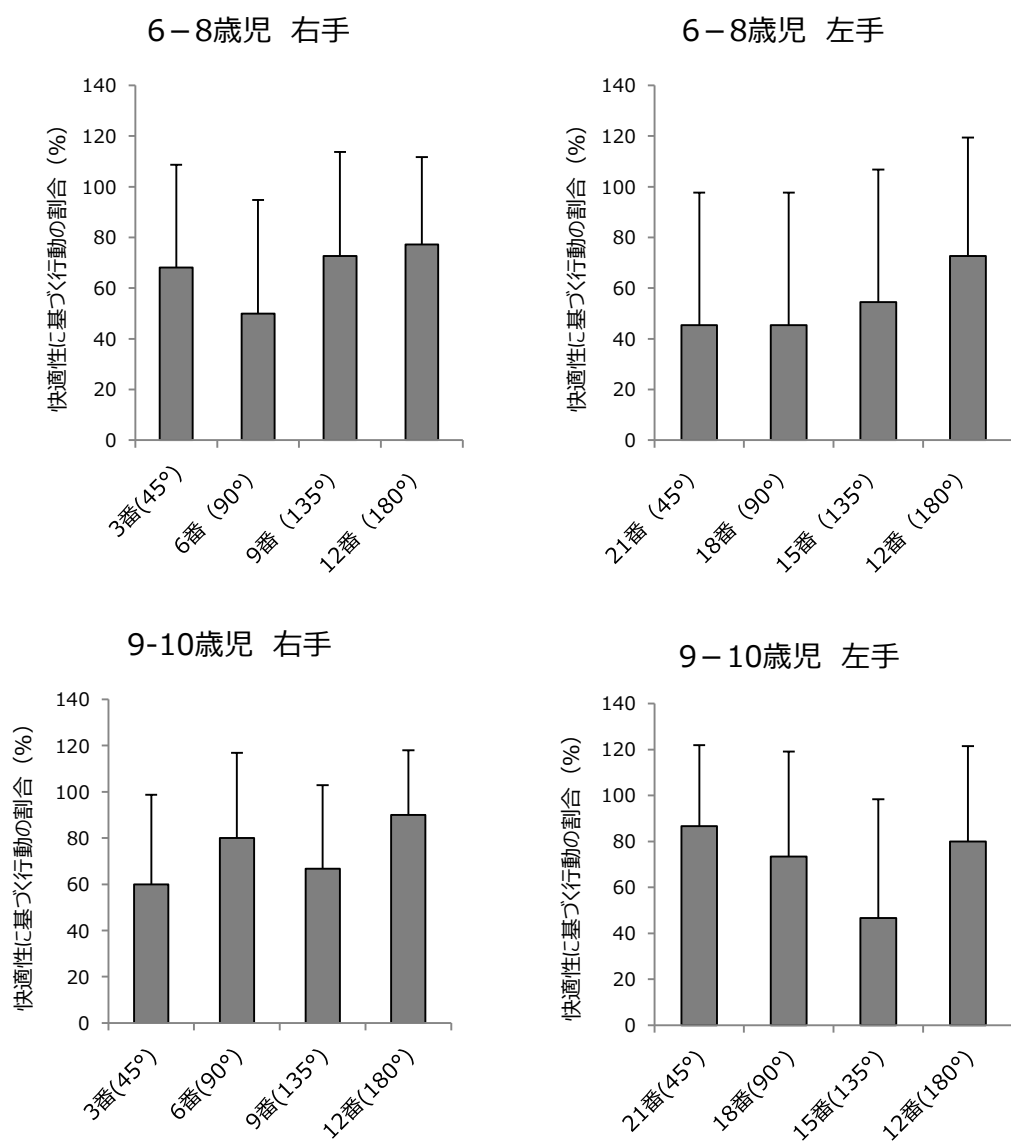 6－8歳児 右手
快適性に基づく行動の割合（%）
140
120
100
80
60
40
20
0
3番(45°)
6番（90°）
9番（135°）
12番（180°）
6－8歳児 左手
快適性に基づく行動の割合（%）
140
120
100
80
60
40
20
0
21番（45°）
18番（90°）
15番（135°）
12番（180°）
9-10歳児 右手
快適性に基づく行動の割合（%）
140
120
100
80
60
40
20
0
3番(45°)
6番(90°)
9番(135°)
12番(180°)
9－10歳児 左手
快適性に基づく行動の割合（%）
140
120
100
80
60
40
20
0
21番(45°)
18番(90°)
15番(135°)
12番(180°)